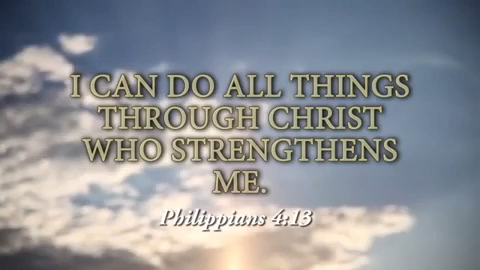 I CAN DO ALL THINGS
THROUGH CHRIST
WHO STRENGTHENS
ME.
Philippians 4:13